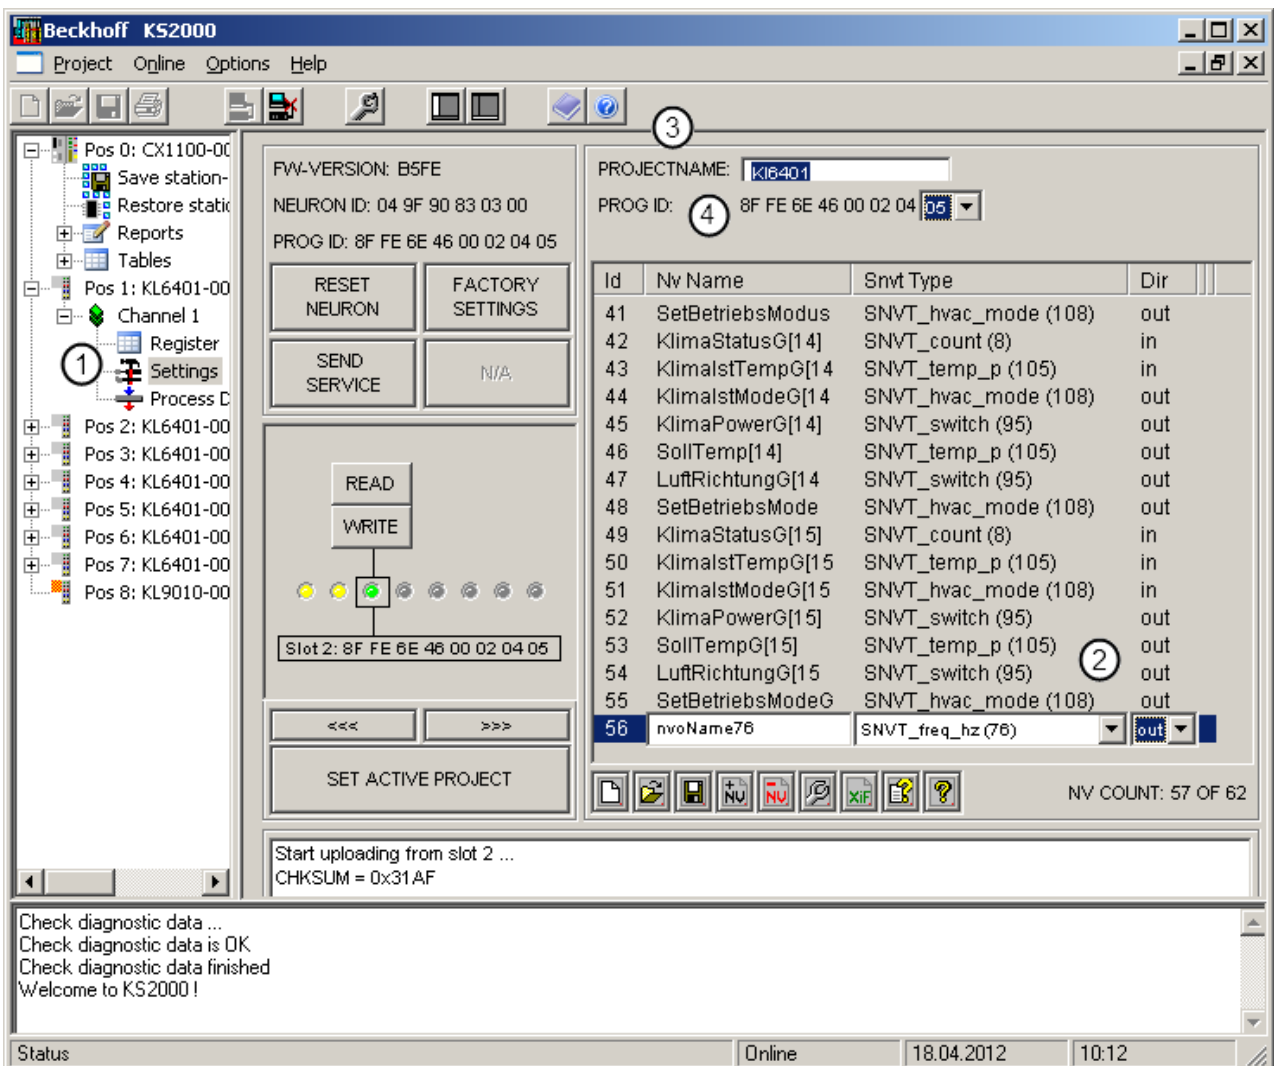 Beckhoff KS2000
Project Online Options Help
Pos 0: CX1100-00
Save station-
Restore static
Reports
Tables
Pos 1: KL6401-00
Channel 1
Register
1
Settings
Process D
Pos 2: KL6401-00
Pos 3: KL6401-00
Pos 4: KL6401-00
Pos 5: KL6401-00
Pos 6: KL6401-00
Pos 7: KL6401-00
Pos 8: KL9010-00
FW-VERSION: B5FE
NEURON ID: 04 9F 90 83 03 00
PROG ID: 8F FE 6E 46 00 02 04 05
RESET NEURON
FACTORY SETTINGS
SEND SERVICE
N/A
READ
WRITE
Slot 2: 8F FE 6E 46 00 02 04 05
<<< >>>
SET ACTIVE PROJECT
3
PROJECTNAME: Kl6401
PROG ID: 4 8F FE 6E 46 00 02 04 05
Id Nv Name Snvt Type Dir
41 SetBetriebsModus SNVT_hvac_mode (108) out
42 KlimaStatusG[14] SNVT_count (8) in
43 KlimaIstTempG[14 SNVT_temp_p (105) in
44 KlimaIstModeG[14 SNVT_hvac_mode (108) out
45 KlimaPowerG[14] SNVT_switch (95) out
46 SollTemp[14] SNVT_temp_p (105) out
47 LuftRichtungG[14 SNVT_switch (95) out
48 SetBetriebsMode SNVT_hvac_mode (108) out
49 KlimaStatusG[15] SNVT_count (8) in
50 KlimaIstTempG[15 SNVT_temp_p (105) in
51 KlimaIstModeG[15 SNVT_hvac_mode (108) in
52 KlimaPowerG[15] SNVT_switch (95) out
53 SollTempG[15] SNVT_temp_p (105) out
2
54 LuftRichtungG[15 SNVT_switch (95) out
55 SetBetriebsModeG SNVT_hvac_mode (108) out
56 nvoName76 SNVT_freq_hz (76) out
+ NV - NV XiF ? ?
NV COUNT: 57 OF 62
Start uploading from slot 2 ...
CHKSUM = 0x31AF
Check diagnostic data ...
Check diagnostic data is OK
Check diagnostic data finished
Welcome to KS2000 !
Status Online 18.04.2012 10:12